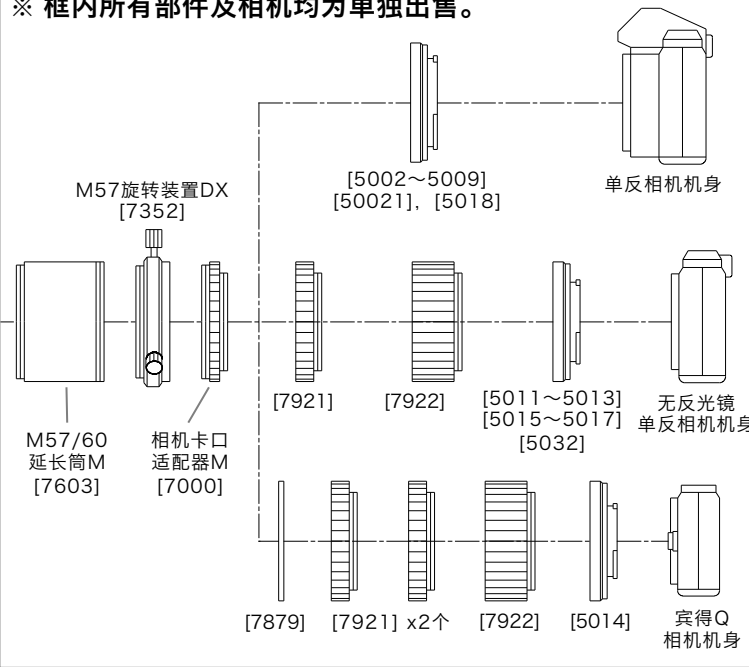 ※ 框内所有部件及相机均为单独出售。
[5002～5009]
[50021]，[5018]
单反相机机身
M57旋转装置DX
[7352]
[7921]
[7922]
[5011～5013]
[5015～5017]
[5032]
无反光镜
单反相机机身
M57/60
延长筒M
[7603]
相机卡口
适配器M
[7000]
[7879]
[7921] x2个
[7922]
[5014]
宾得Q
相机机身